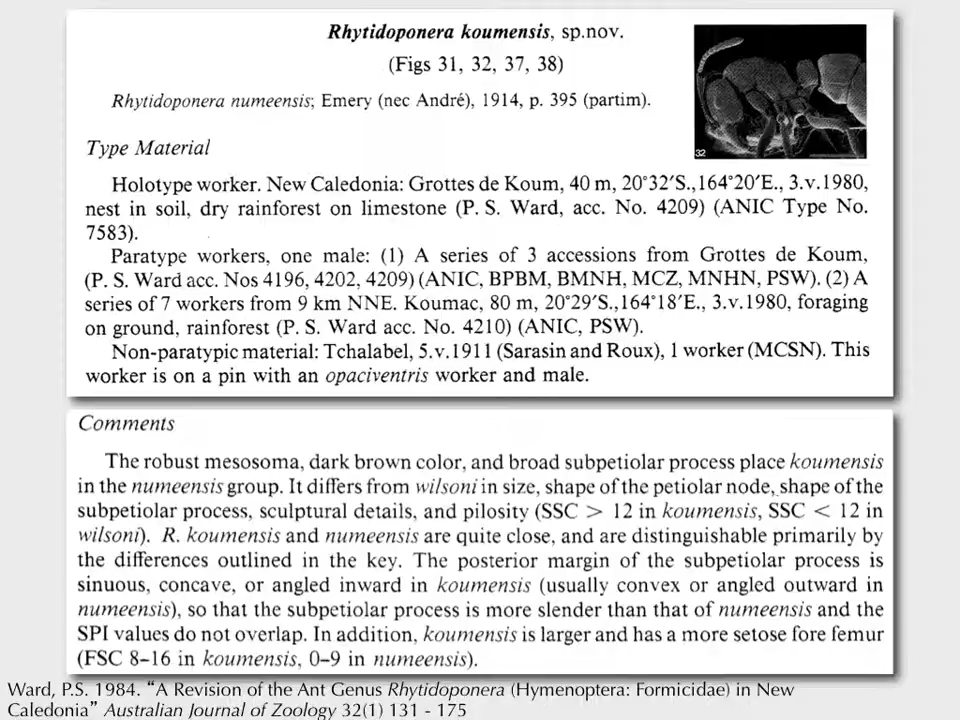 Rhytidoponera koumensis, sp.nov.
(Figs 31, 32, 37, 38)
Rhytidoponera numeensis; Emery (nec André), 1914, p. 395 (partim).
32
Type Material
Holotype worker. New Caledonia: Grottes de Koum, 40 m, 20°32′S.,164°20′E., 3.v.1980,
nest in soil, dry rainforest on limestone (P. S. Ward, acc. No. 4209) (ANIC Type No.
7583).
Paratype workers, one male: (1) A series of 3 accessions from Grottes de Koum,
(P. S. Ward acc. Nos 4196, 4202, 4209) (ANIC, BPBM, BMNH, MCZ, MNHN, PSW). (2) A
series of 7 workers from 9 km NNE. Koumac, 80 m, 20°29′S.,164°18′E., 3.v.1980, foraging
on ground, rainforest (P. S. Ward acc. No. 4210) (ANIC, PSW).
Non-paratypic material: Tchalabel, 5.v.1911 (Sarasin and Roux), 1 worker (MCSN). This
worker is on a pin with an opaciventris worker and male.
Comments
The robust mesosoma, dark brown color, and broad subpetiolar process place koumensis
in the numeensis group. It differs from wilsoni in size, shape of the petiolar node, shape of the
subpetiolar process, sculptural details, and pilosity (SSC > 12 in koumensis, SSC < 12 in
wilsoni). R. koumensis and numeensis are quite close, and are distinguishable primarily by
the differences outlined in the key. The posterior margin of the subpetiolar process is
sinuous, concave, or angled inward in koumensis (usually convex or angled outward in
numeensis), so that the subpetiolar process is more slender than that of numeensis and the
SPI values do not overlap. In addition, koumensis is larger and has a more setose fore femur
(FSC 8–16 in koumensis, 0–9 in numeensis).
Ward, P.S. 1984. “A Revision of the Ant Genus Rhytidoponera (Hymenoptera: Formicidae) in New
Caledonia” Australian Journal of Zoology 32(1) 131 - 175